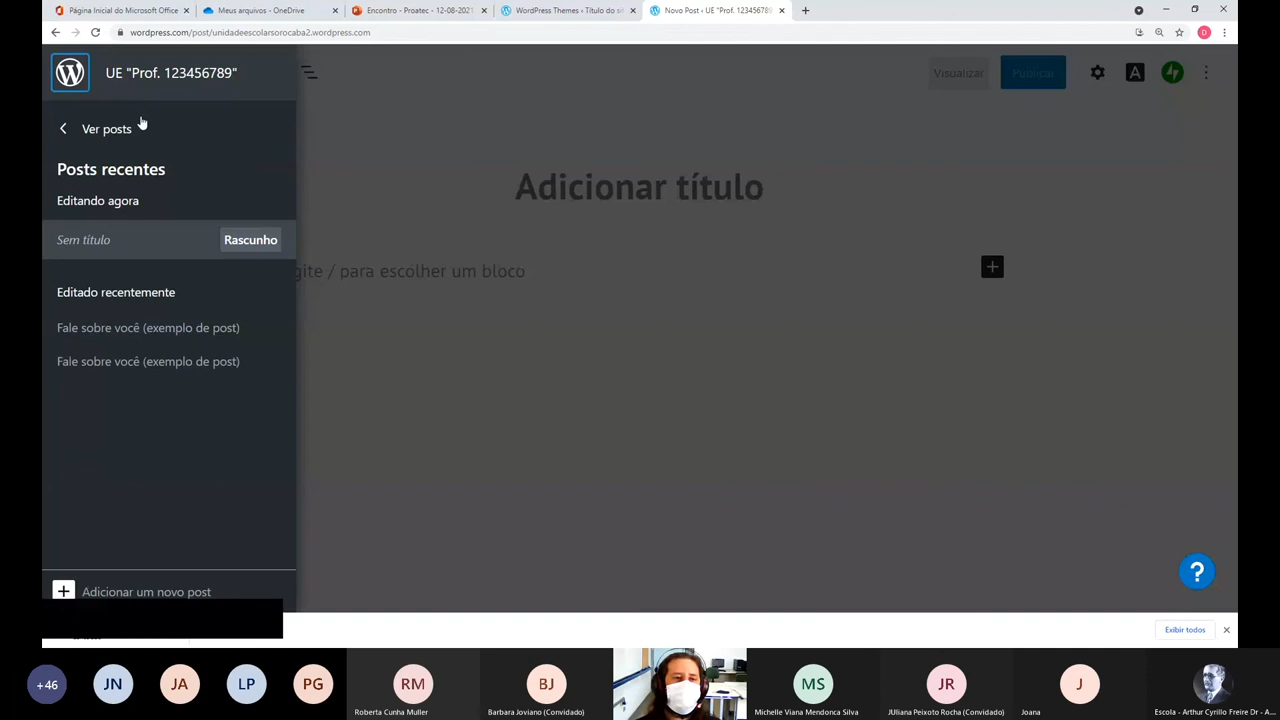 Página Inicial do Microsoft Office
Meus arquivos - OneDrive
Encontro - Proatec - 12-08-2021
WordPress Themes ‹ Título do sit
Novo Post ‹ UE "Prof. 123456789"
wordpress.com/post/unidadeescolarsorocaba2.wordpress.com
D
UE "Prof. 123456789"
Visualizar
Publicar
A
Ver posts
Posts recentes
Adicionar título
Editando agora
Sem título
Rascunho
gite / para escolher um bloco
Editado recentemente
Fale sobre você (exemplo de post)
Fale sobre você (exemplo de post)
?
Adicionar um novo post
Exibir todos
+46
JN
JA
LP
PG
RM
BJ
MS
JR
J
Roberta Cunha Muller
Barbara Joviano (Convidado)
Michelle Viana Mendonca Silva
JUliana Peixoto Rocha (Convidado)
Joana
Escola - Arthur Cyrillo Freire Dr - A...